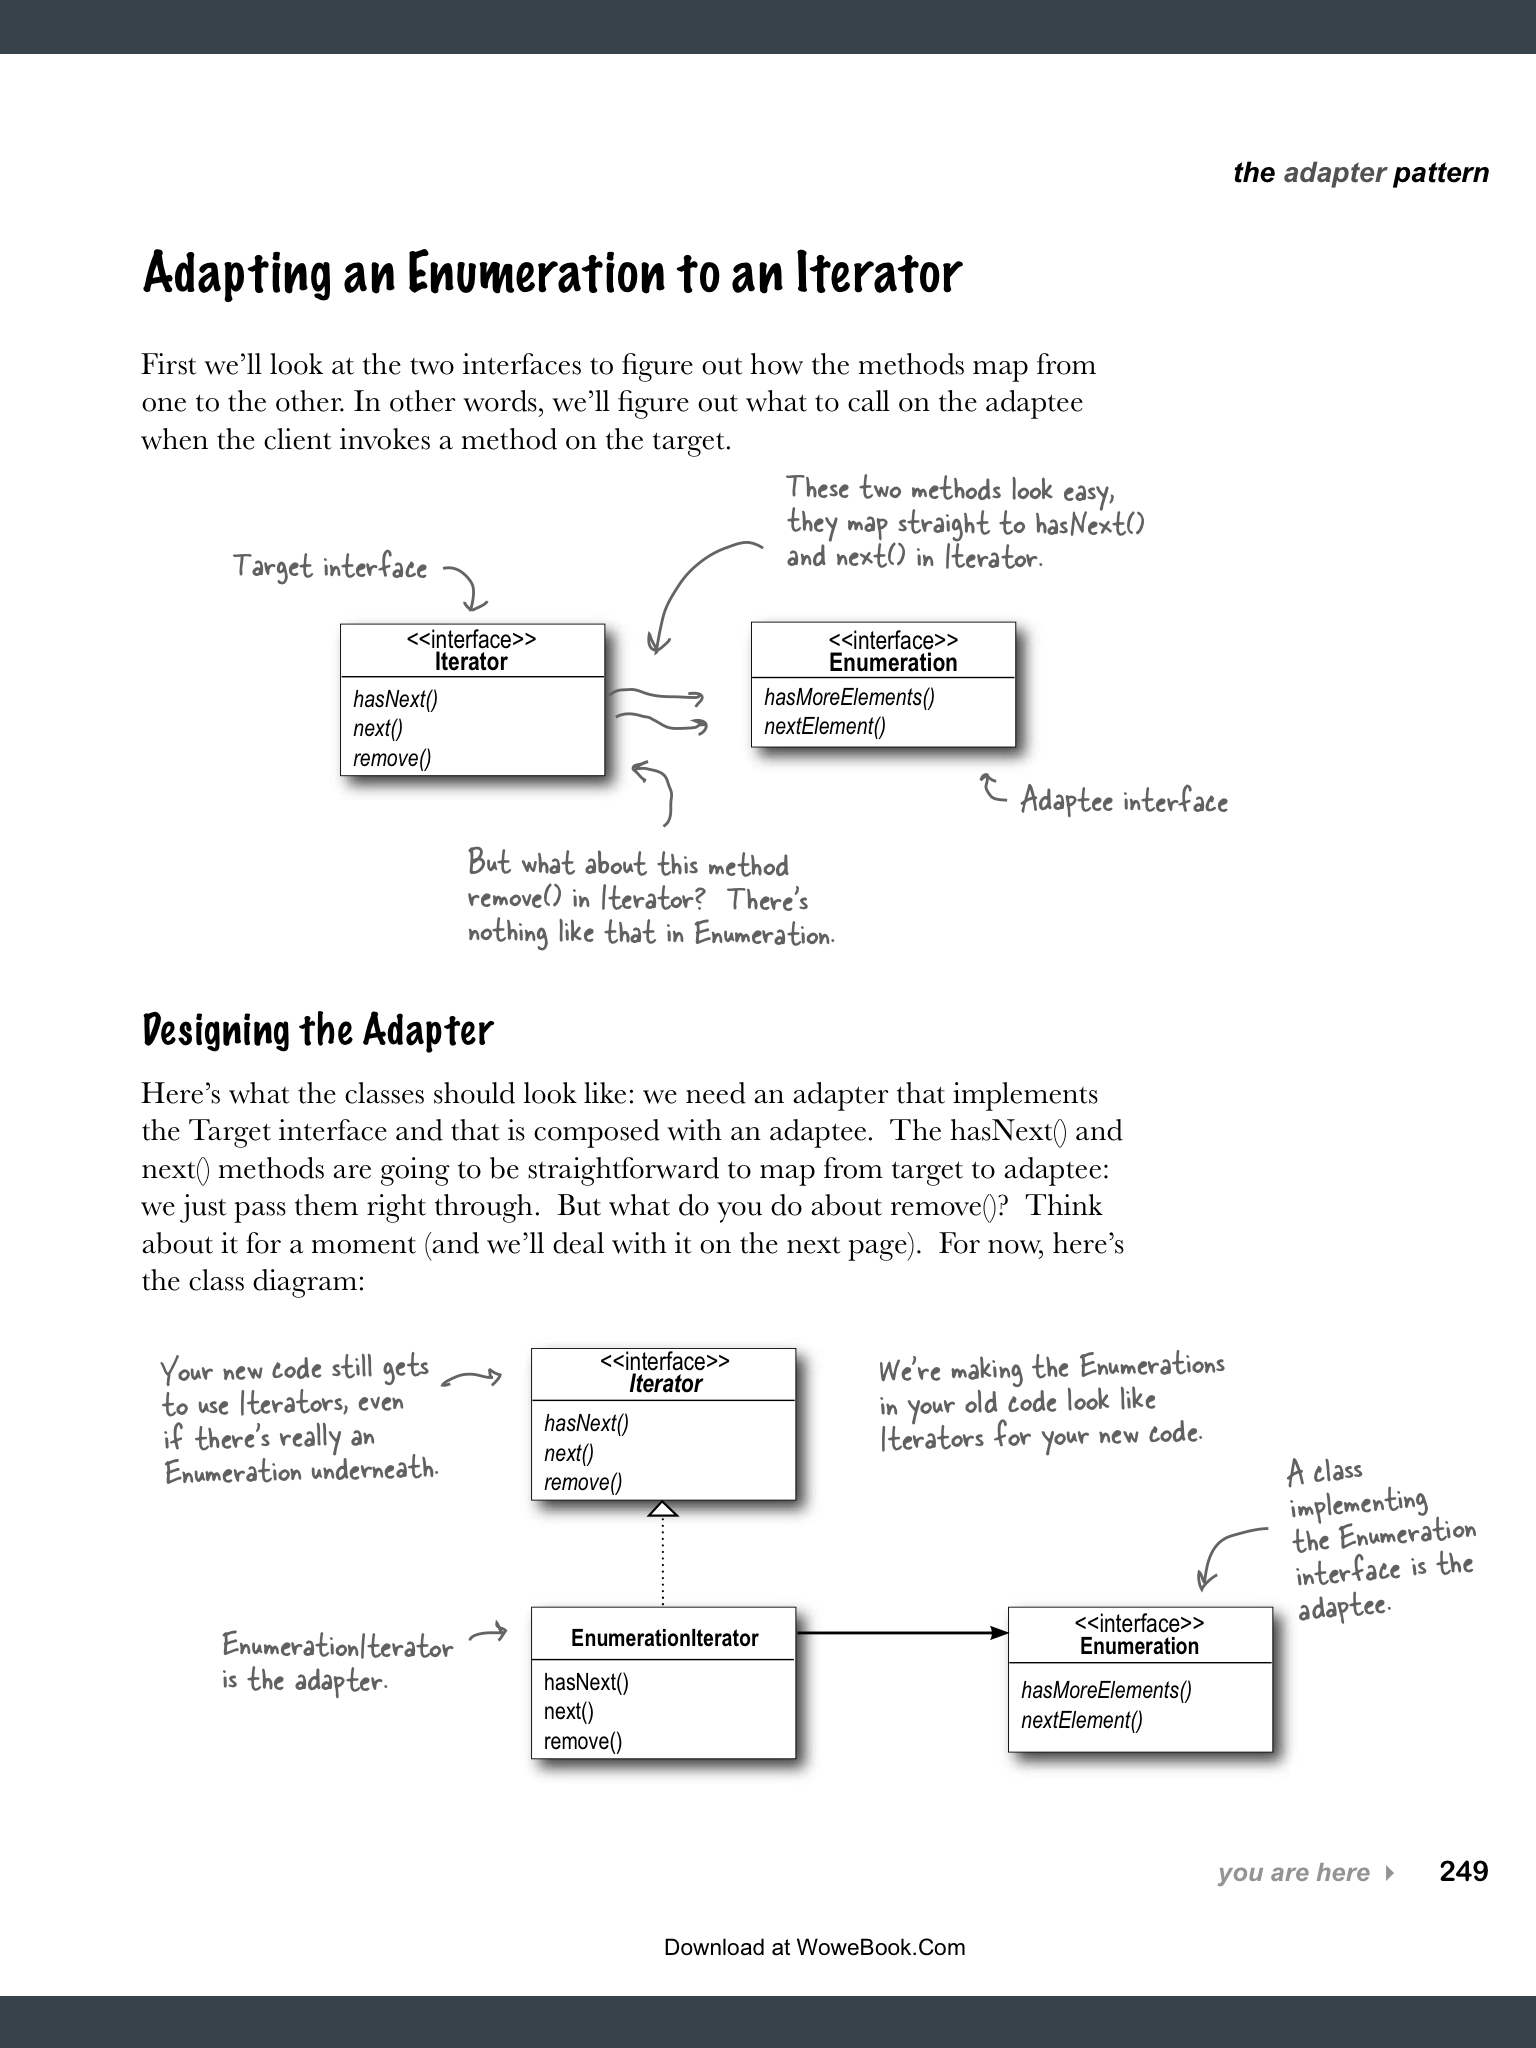 the adapter pattern
Adapting an Enumeration to an Iterator
First we’ll look at the two interfaces to figure out how the methods map from
one to the other. In other words, we’ll figure out what to call on the adaptee
when the client invokes a method on the target.
These two methods look easy,
they map straight to hasNext()
and next() in Iterator.
Target interface
<<interface>>
Iterator
hasNext()
next()
remove()
<<interface>>
Enumeration
hasMoreElements()
nextElement()
Adaptee interface
But what about this method
remove() in Iterator? There’s
nothing like that in Enumeration.
Designing the Adapter
Here’s what the classes should look like: we need an adapter that implements
the Target interface and that is composed with an adaptee. The hasNext() and
next() methods are going to be straightforward to map from target to adaptee:
we just pass them right through. But what do you do about remove()? Think
about it for a moment (and we’ll deal with it on the next page). For now, here’s
the class diagram:
Your new code still gets
to use Iterators, even
if there’s really an
Enumeration underneath.
<<interface>>
Iterator
hasNext()
next()
remove()
We’re making the Enumerations
in your old code look like
Iterators for your new code.
A class
implementing
the Enumeration
interface is the
adaptee.
EnumerationIterator
is the adapter.
EnumerationIterator
hasNext()
next()
remove()
<<interface>>
Enumeration
hasMoreElements()
nextElement()
you are here
249
Download at WoweBook.Com